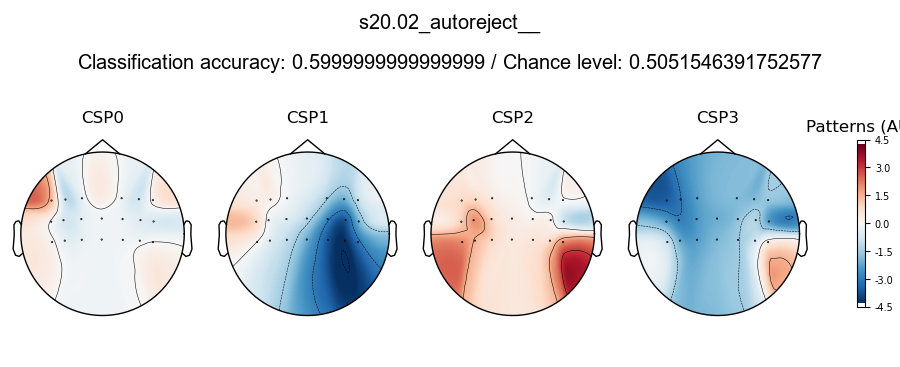 s20.02_autoreject__
Classification accuracy: 0.5999999999999999 / Chance level: 0.5051546391752577
CSP0 CSP1 CSP2 CSP3
Patterns (AU
4.5
3.0
1.5
0.0
-1.5
-3.0
-4.5